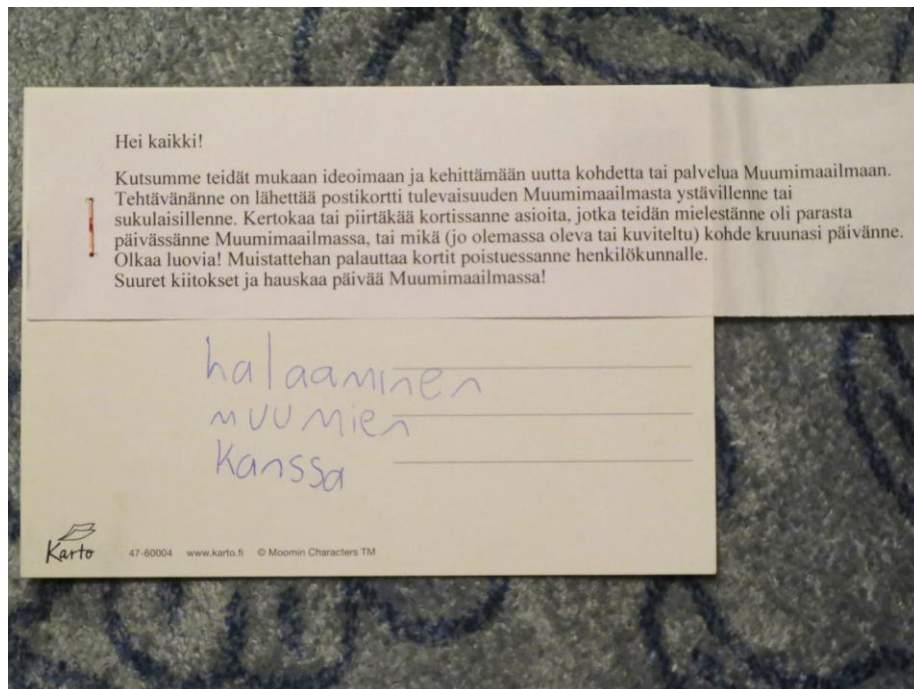 Hei kaikki!
Kutsumme teidät mukaan ideoimaan ja kehittämään uutta kohdetta tai palvelua Muumimaailmaan.
Tehtävänänne on lähettää postikortti tulevaisuuden Muumimaailmasta ystävillenne tai
sukulaisillenne. Kertokaa tai piirtäkää kortissanne asioita, jotka teidän mielestänne oli parasta
päivässänne Muumimaailmassa, tai mikä (jo olemassa oleva tai kuviteltu) kohde kruunasi päivänne.
Olkaa luovia! Muistattehan palauttaa kortit poistuessanne henkilökunnalle.
Suuret kiitokset ja hauskaa päivää Muumimaailmassa!
halaaminen
muumien
kanssa
Karto 47-60004 www.karto.fi © Moomin Characters TM